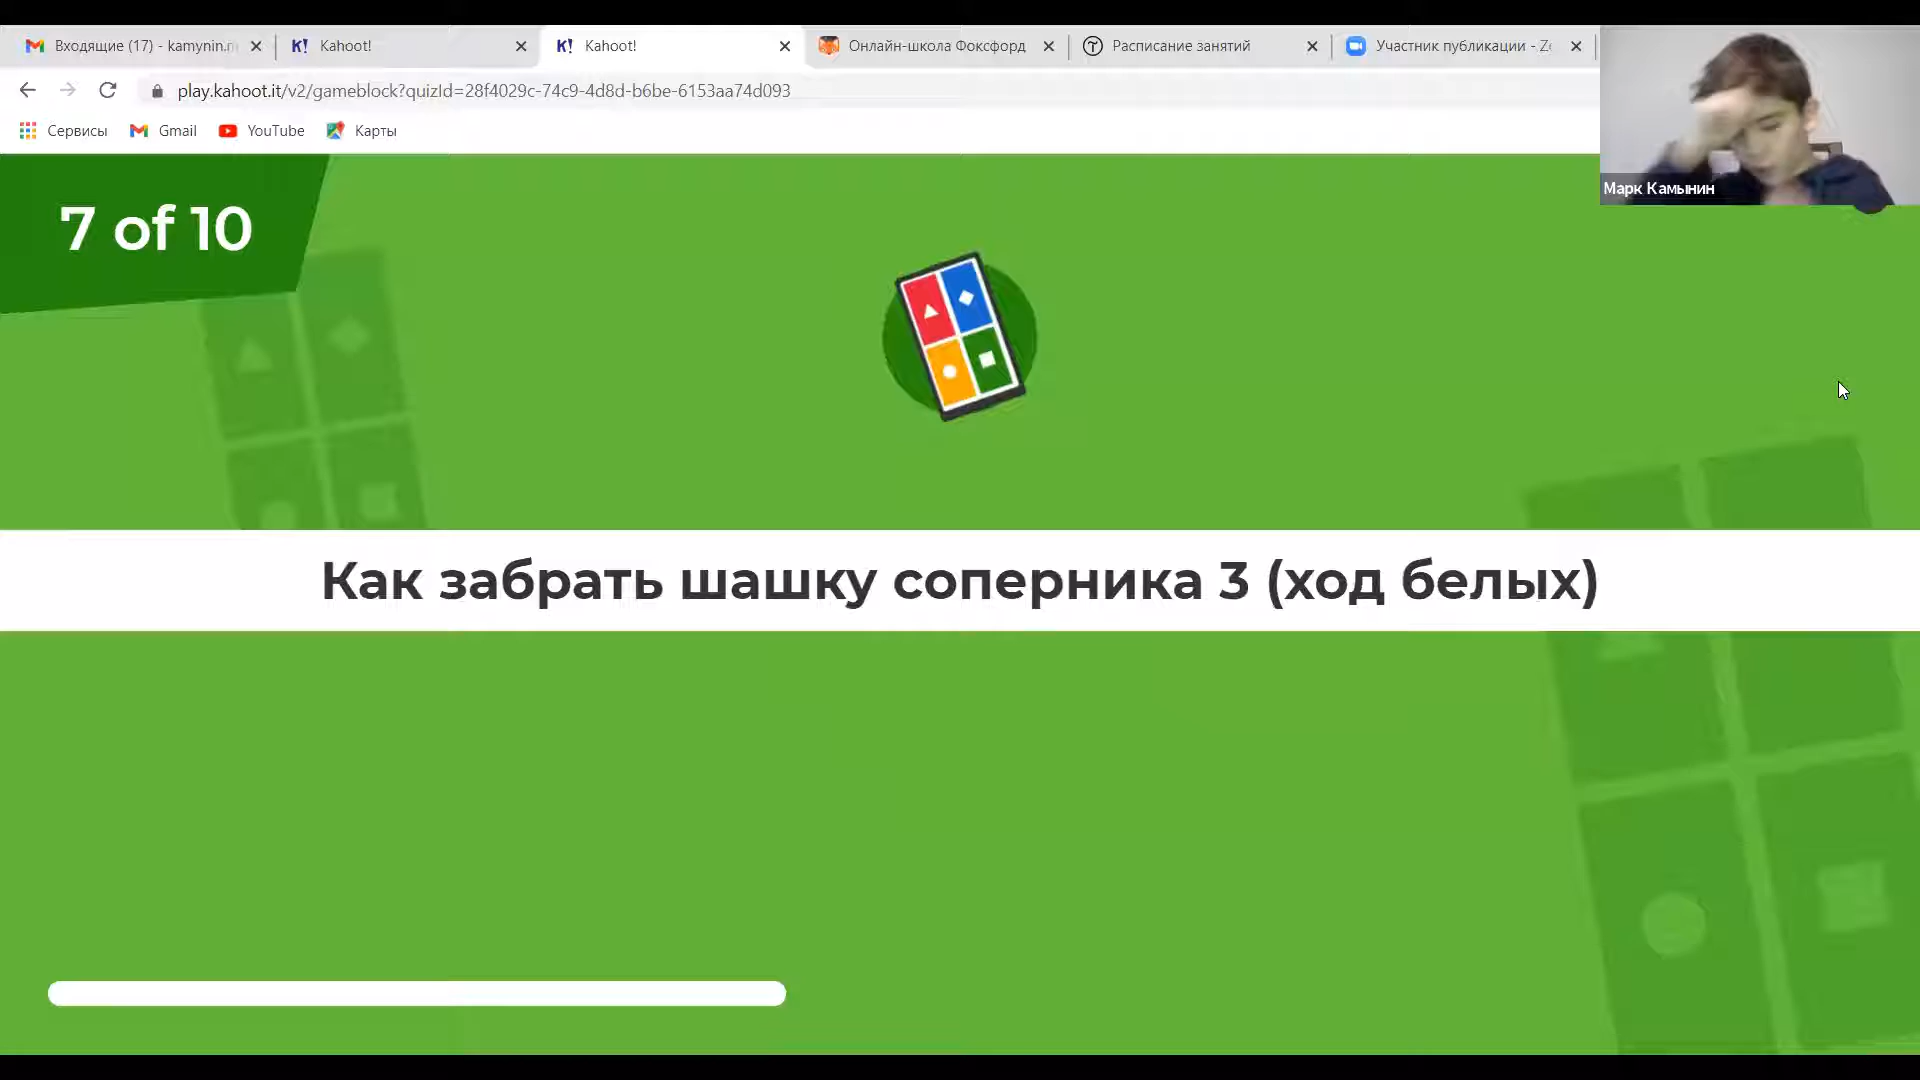 Входящие (17) - kamynin.m
Kahoot!
Kahoot!
Онлайн-школа Фоксфорд
Расписание занятий
Участник публикации - Ze
play.kahoot.it/v2/gameblock?quizId=28f4029c-74c9-4d8d-b6be-6153aa74d093
Сервисы
Gmail
YouTube
Карты
Марк Камынин
7 of 10
Как забрать шашку соперника 3 (ход белых)